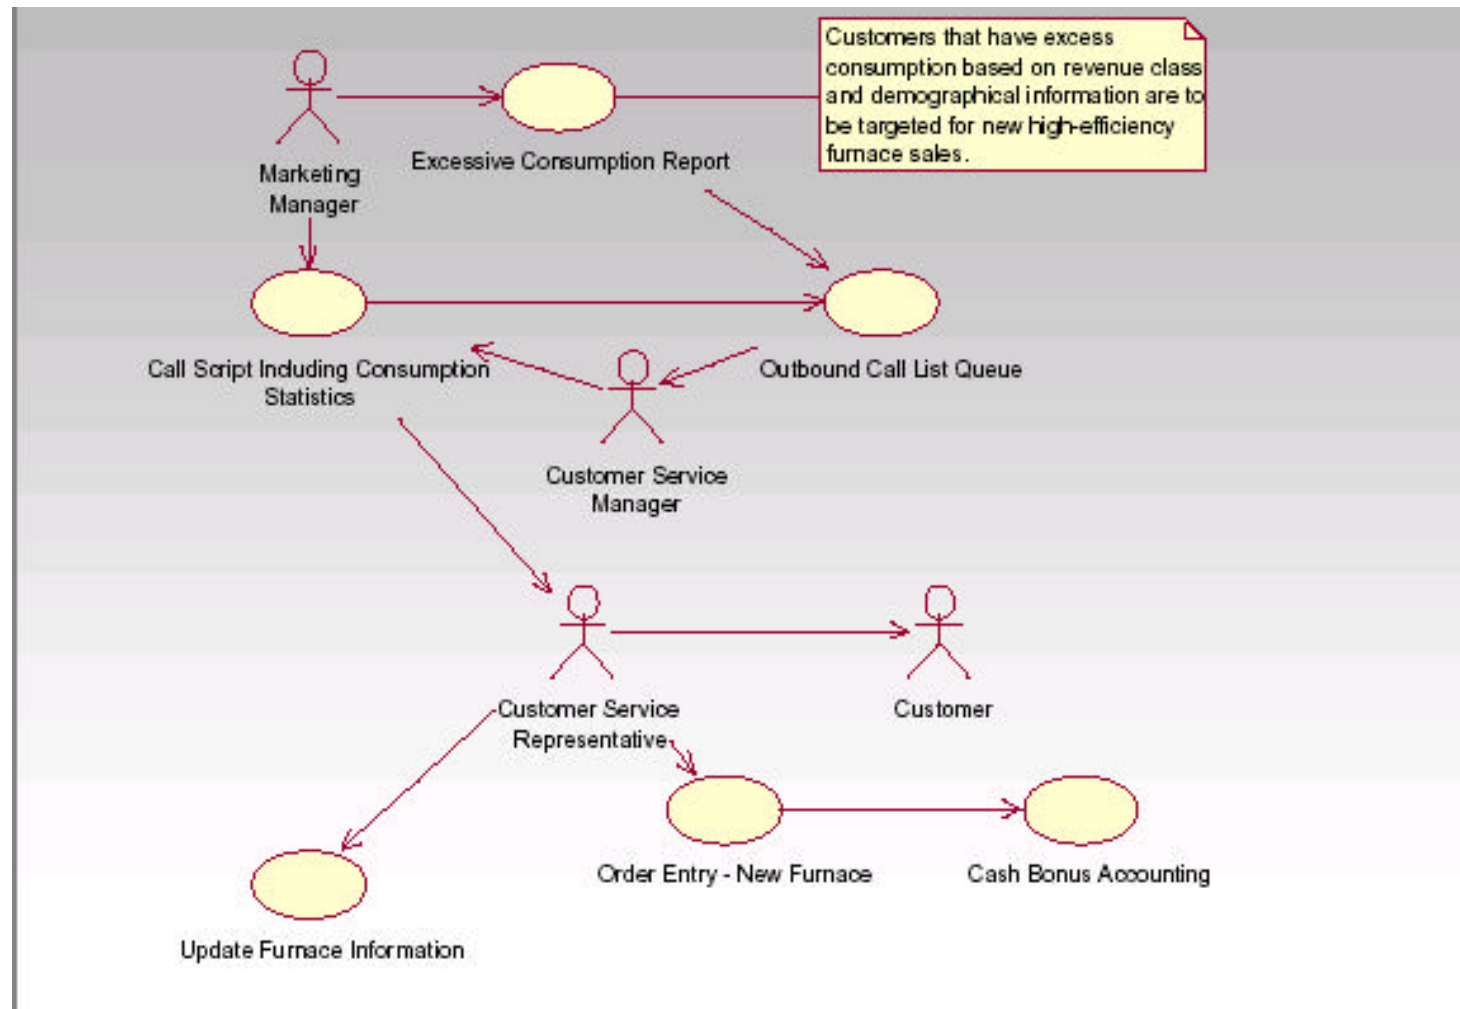 Customers that have excess
consumption based on revenue class
and demographical information are to
be targeted for new high-efficiency
furnace sales.
Excessive Consumption Report
Marketing
Manager
Call Script Including Consumption
Statistics
Outbound Call List Queue
Customer Service
Manager
Customer Service
Representative
Customer
Order Entry - New Furnace
Cash Bonus Accounting
Update Furnace Information